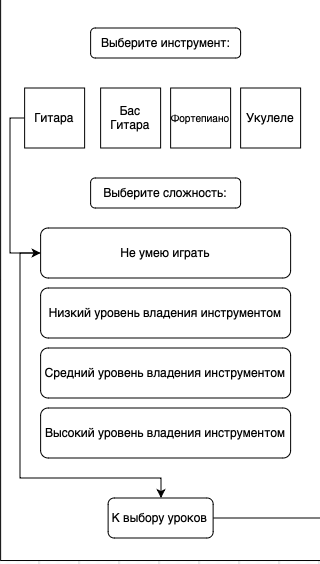 Выберите инструмент:
Гитара
Бас
Гитара
Фортепиано
Укулеле
Выберите сложность:
Не умею играть
Низкий уровень владения инструментом
Средний уровень владения инструментом
Высокий уровень владения инструментом
К выбору уроков